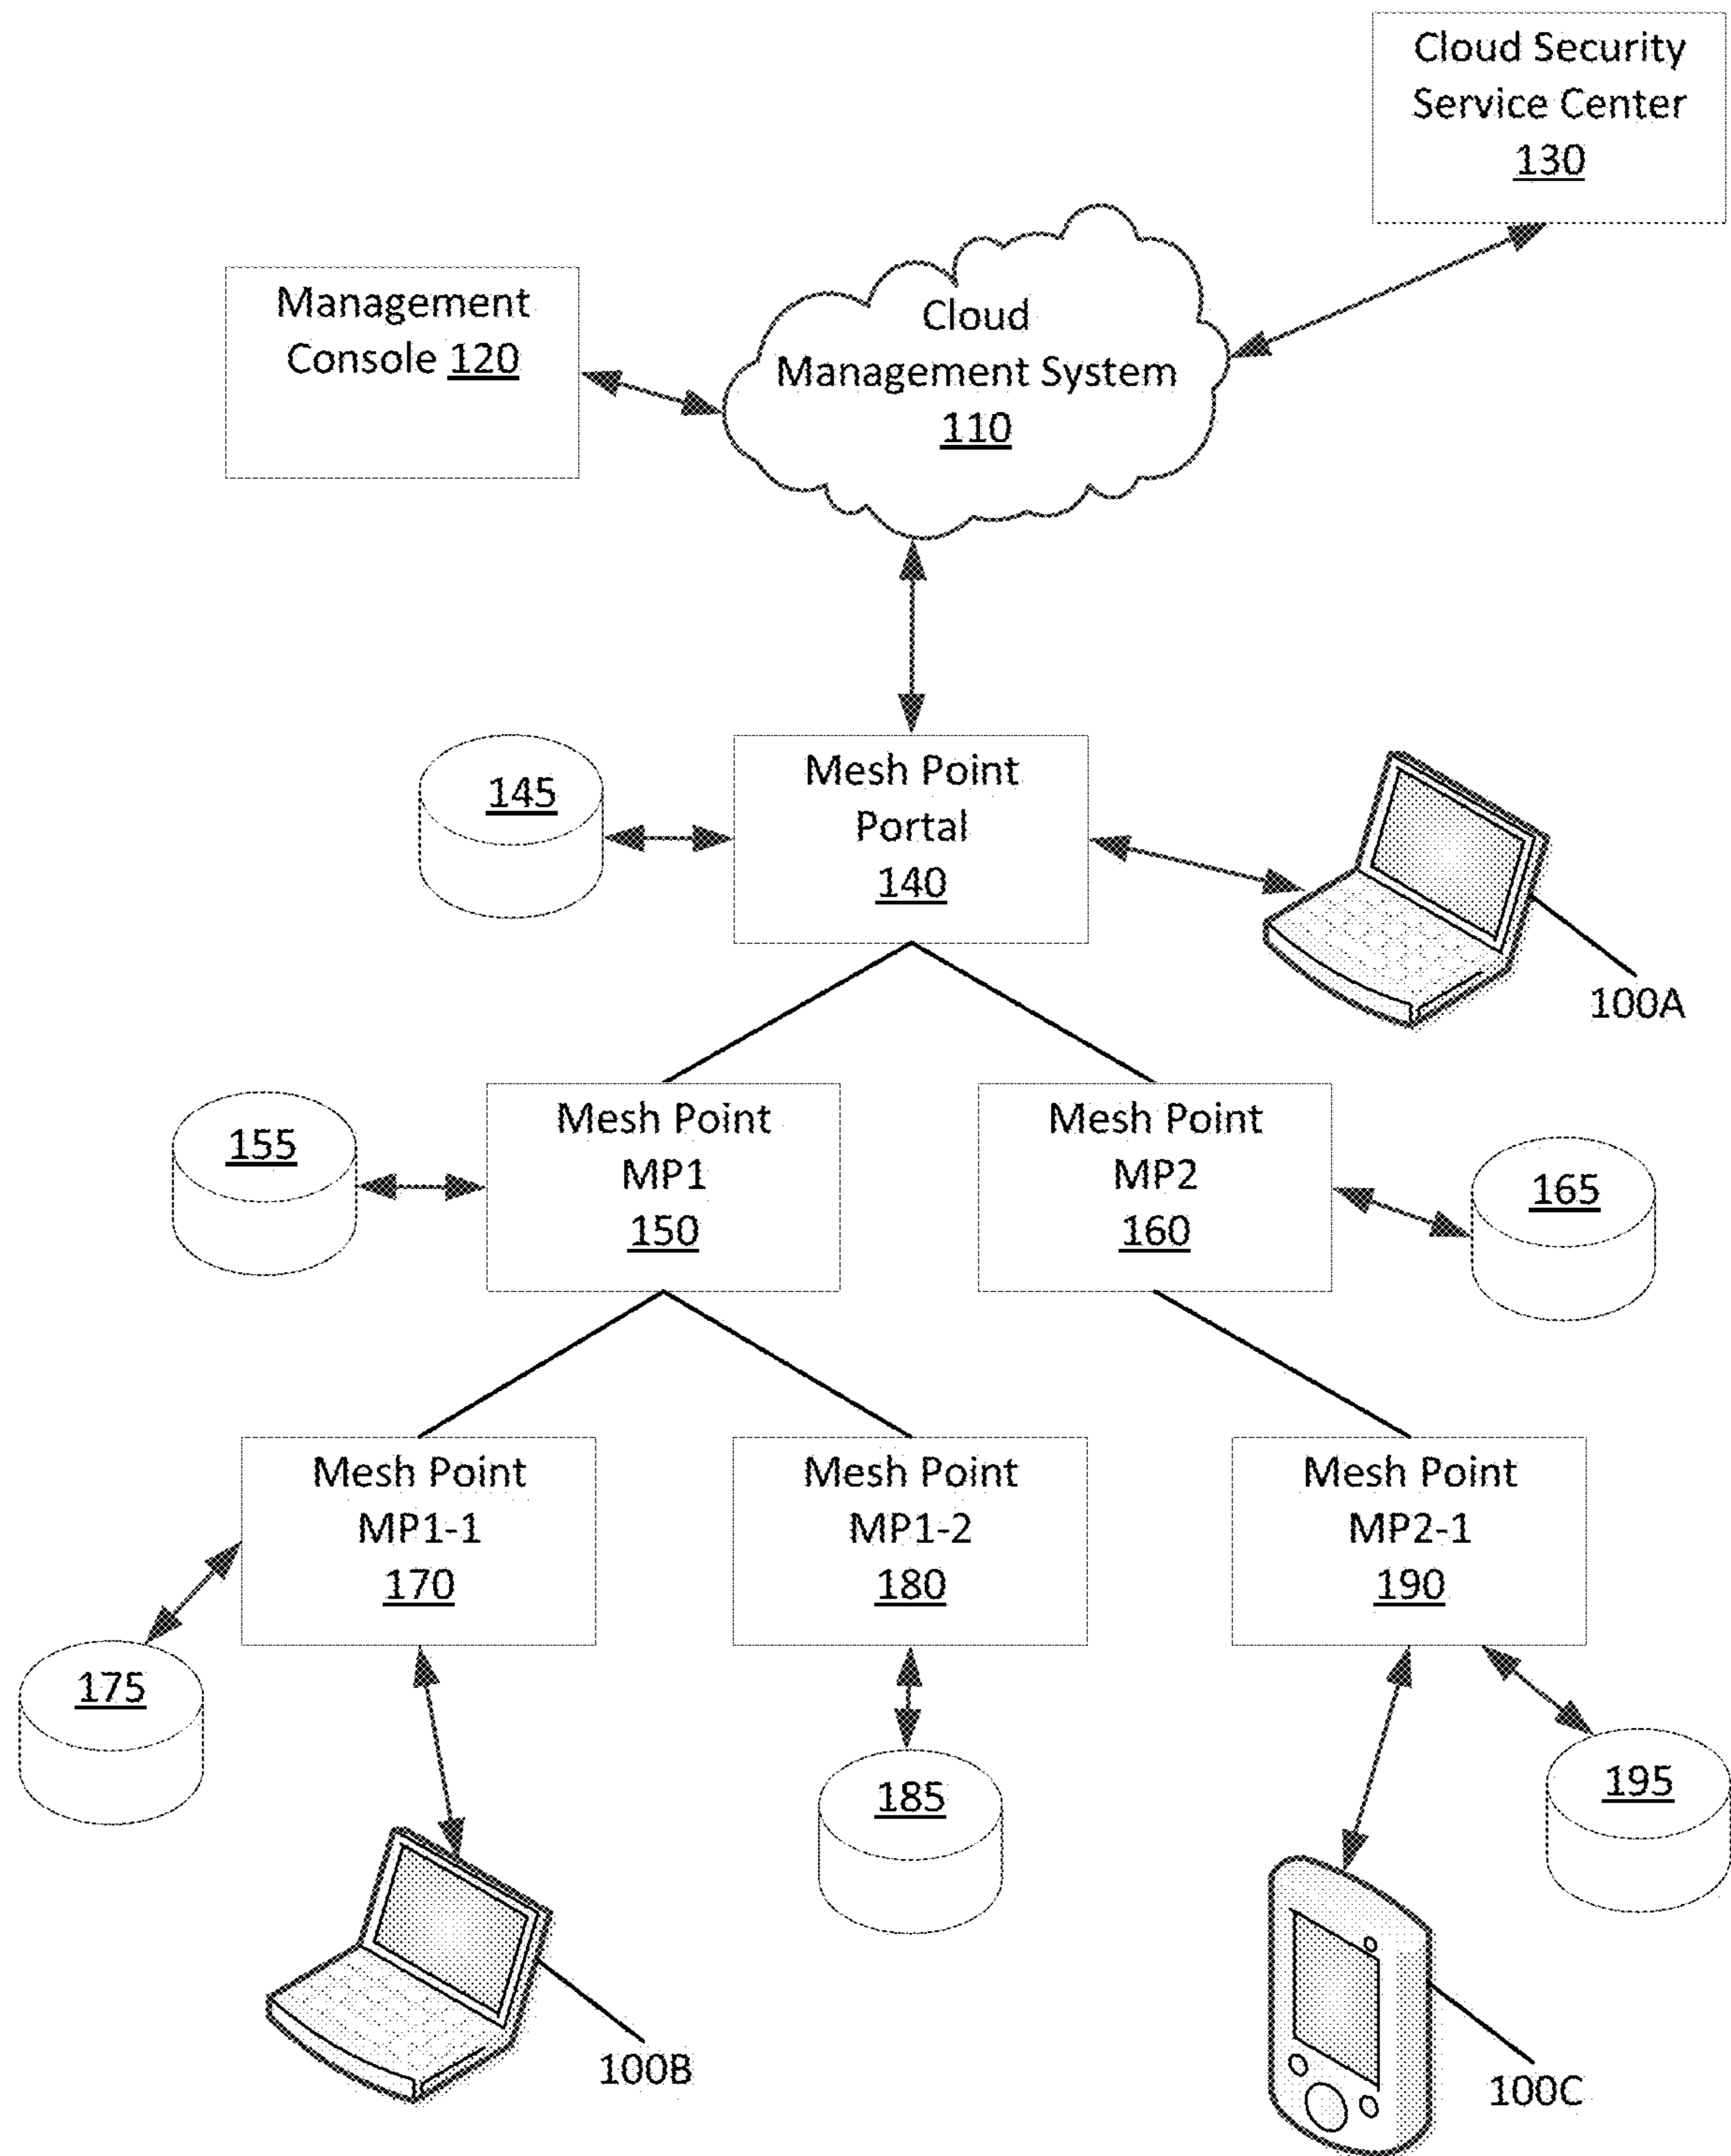 Cloud Security
Service Center
130
Management
Console 120
Cloud
Management System
110
145
Mesh Point
Portal
140
100A
155
Mesh Point
MP1
150
Mesh Point
MP2
160
165
Mesh Point
MP1-1
170
Mesh Point
MP1-2
180
Mesh Point
MP2-1
190
175
185
195
100B
100C